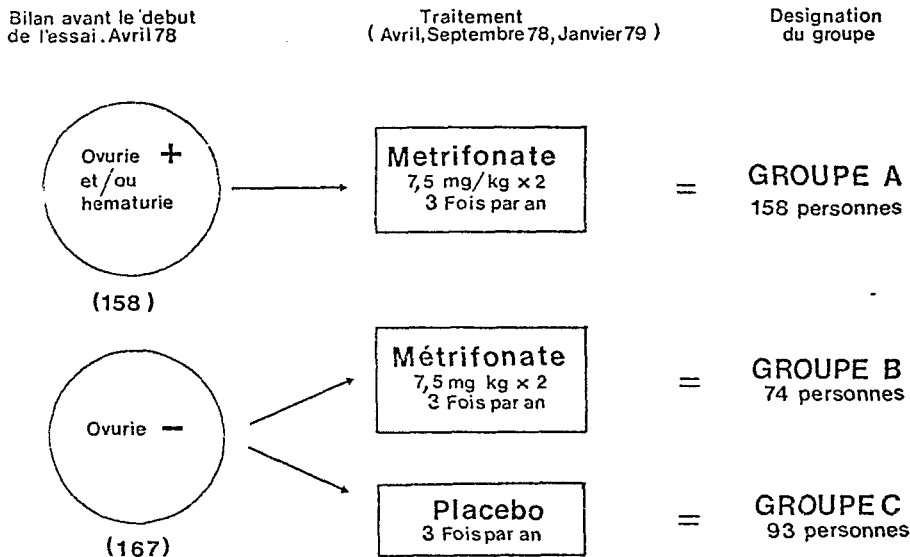 Bilan avant le debut
de l'essai. Avril 78
Traitement
( Avril, Septembre 78, Janvier 79 )
Designation
du groupe
Ovurie +
et/ou
hematurie
(158)
Metrifonate
7,5 mg/kg × 2
3 Fois par an
=
GROUPE A
158 personnes
Ovurie −
(167)
Métrifonate
7,5 mg kg × 2
3 Fois par an
=
GROUPE B
74 personnes
Placebo
3 Fois par an
=
GROUPE C
93 personnes